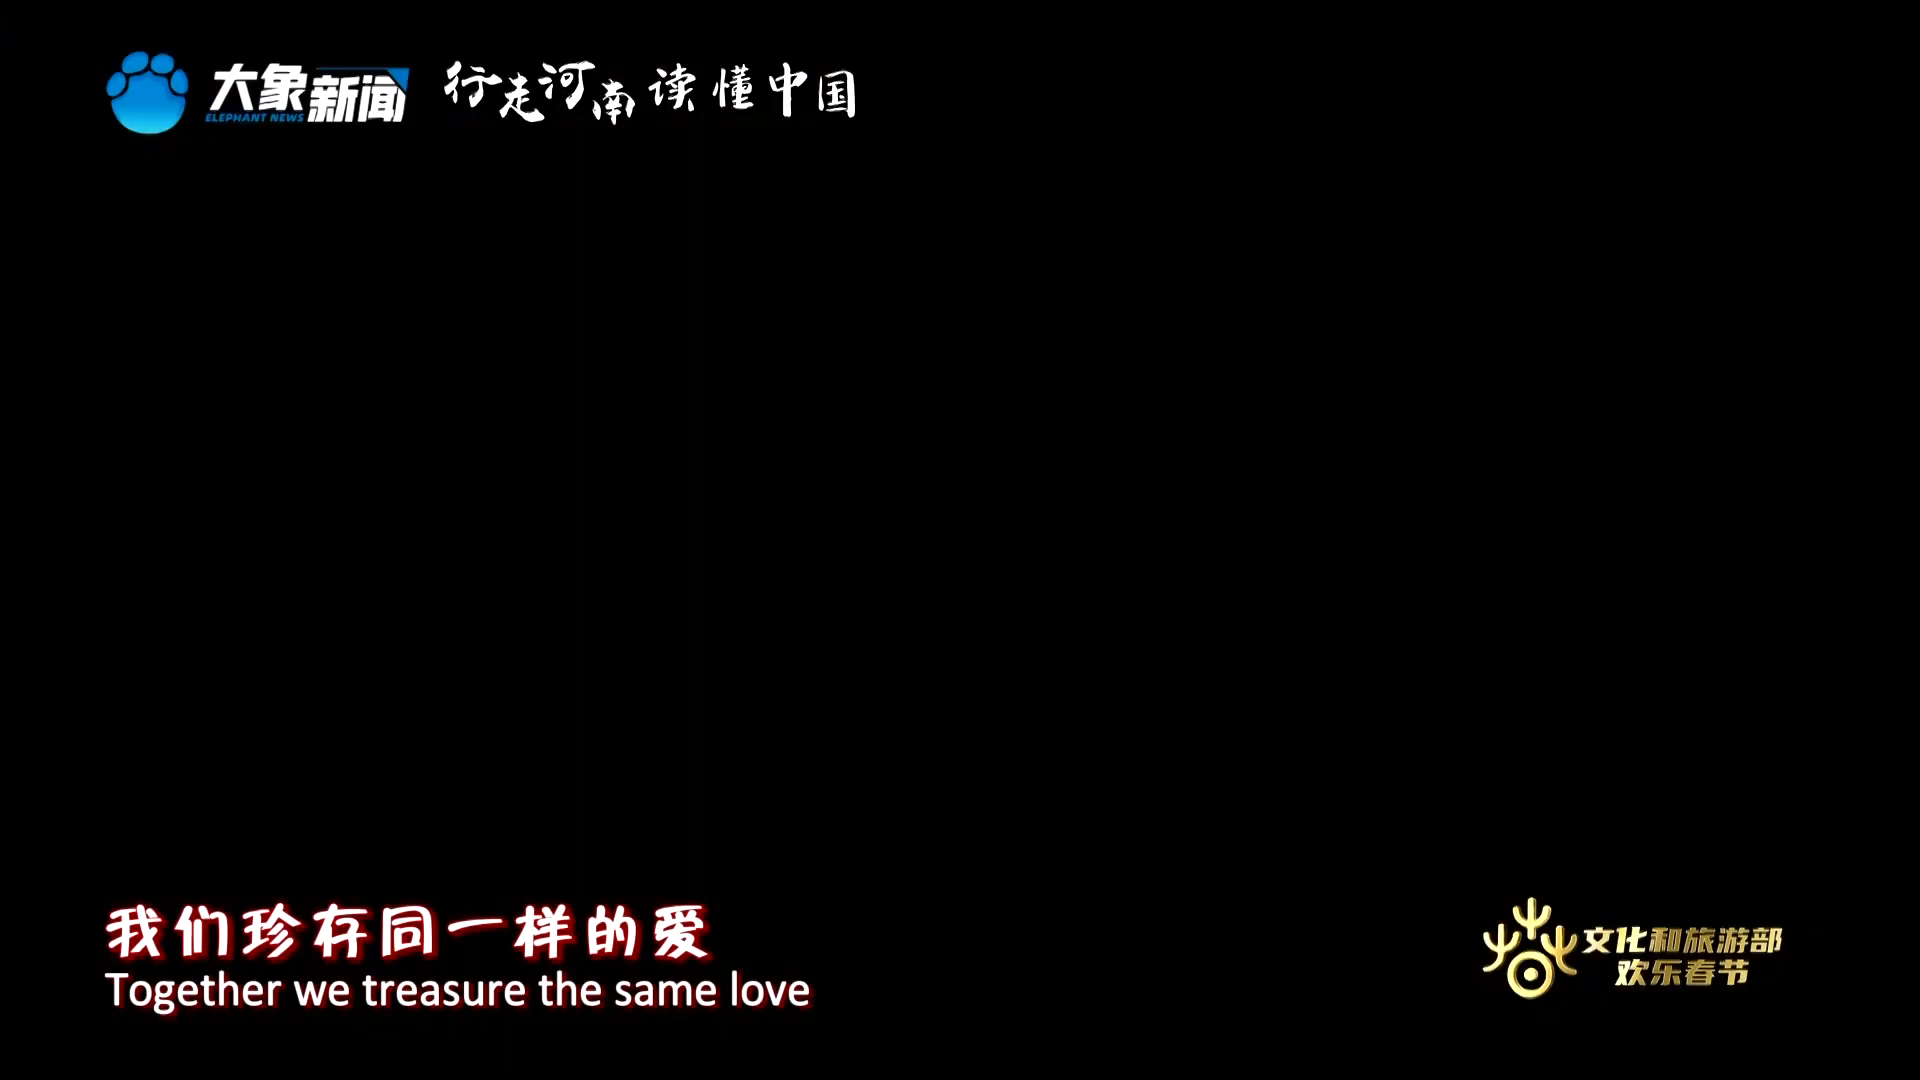 大象新闻
ELEPHANT NEWS
行走河南读懂中国
我们珍存同一样的爱
Together we treasure the same love
文化和旅游部
欢乐春节